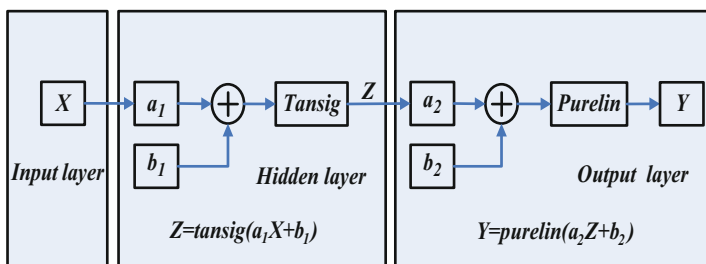 X
Input layer
a1
b1
+
Tansig
Hidden layer
Z=tansig(a1X+b1)
Z
a2
b2
+
Purelin
Y
Output layer
Y=purelin(a2Z+b2)